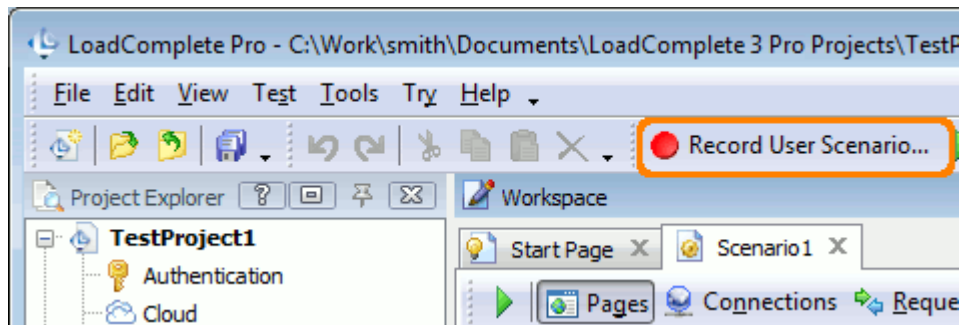 LoadComplete Pro - C:\Work\smith\Documents\LoadComplete 3 Pro Projects\TestP
File Edit View Test Tools Try Help
Record User Scenario...
Project Explorer ? Workspace
TestProject1 Start Page Scenario1
Authentication
Cloud Pages Connections Reque